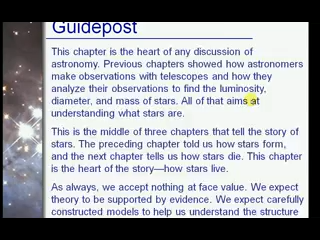 Guidepost
This chapter is the heart of any discussion of
astronomy. Previous chapters showed how astronomers
make observations with telescopes and how they
analyze their observations to find the luminosity,
diameter, and mass of stars. All of that aims at
understanding what stars are.
This is the middle of three chapters that tell the story of
stars. The preceding chapter told us how stars form,
and the next chapter tells us how stars die. This chapter
is the heart of the story—how stars live.
As always, we accept nothing at face value. We expect
theory to be supported by evidence. We expect carefully
constructed models to help us understand the structure